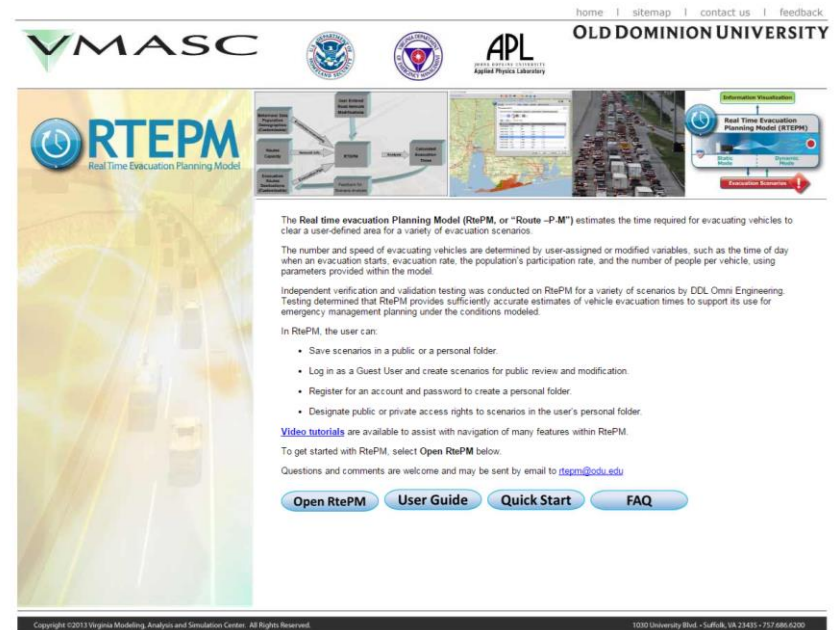 home | sitemap | contact us | feedback
VMASC
APL
JOHNS HOPKINS UNIVERSITY
Applied Physics Laboratory
OLD DOMINION UNIVERSITY
RTEPM
Real Time Evacuation Planning Model
Information Visualization
Real Time Evacuation
Planning Model (RTEPM)
Static
Mode
Dynamic
Mode
Evacuation Scenarios
The Real time evacuation Planning Model (RtePM, or “Route –P-M”) estimates the time required for evacuating vehicles to
clear a user-defined area for a variety of evacuation scenarios.
The number and speed of evacuating vehicles are determined by user-assigned or modified variables, such as the time of day
when an evacuation starts, evacuation rate, the population's participation rate, and the number of people per vehicle, using
parameters provided within the model.
Independent verification and validation testing was conducted on RtePM for a variety of scenarios by DDL Omni Engineering.
Testing determined that RtePM provides sufficiently accurate estimates of vehicle evacuation times to support its use for
emergency management planning under the conditions modeled.
In RtePM, the user can:
• Save scenarios in a public or a personal folder.
• Log in as a Guest User and create scenarios for public review and modification.
• Register for an account and password to create a personal folder.
• Designate public or private access rights to scenarios in the user's personal folder.
Video tutorials are available to assist with navigation of many features within RtePM.
To get started with RtePM, select Open RtePM below.
Questions and comments are welcome and may be sent by email to rtepm@odu.edu
Open RtePM User Guide Quick Start FAQ
Copyright ©2013 Virginia Modeling, Analysis and Simulation Center. All Rights Reserved. 1030 University Blvd. • Suffolk, VA 23435 • 757.686.6200